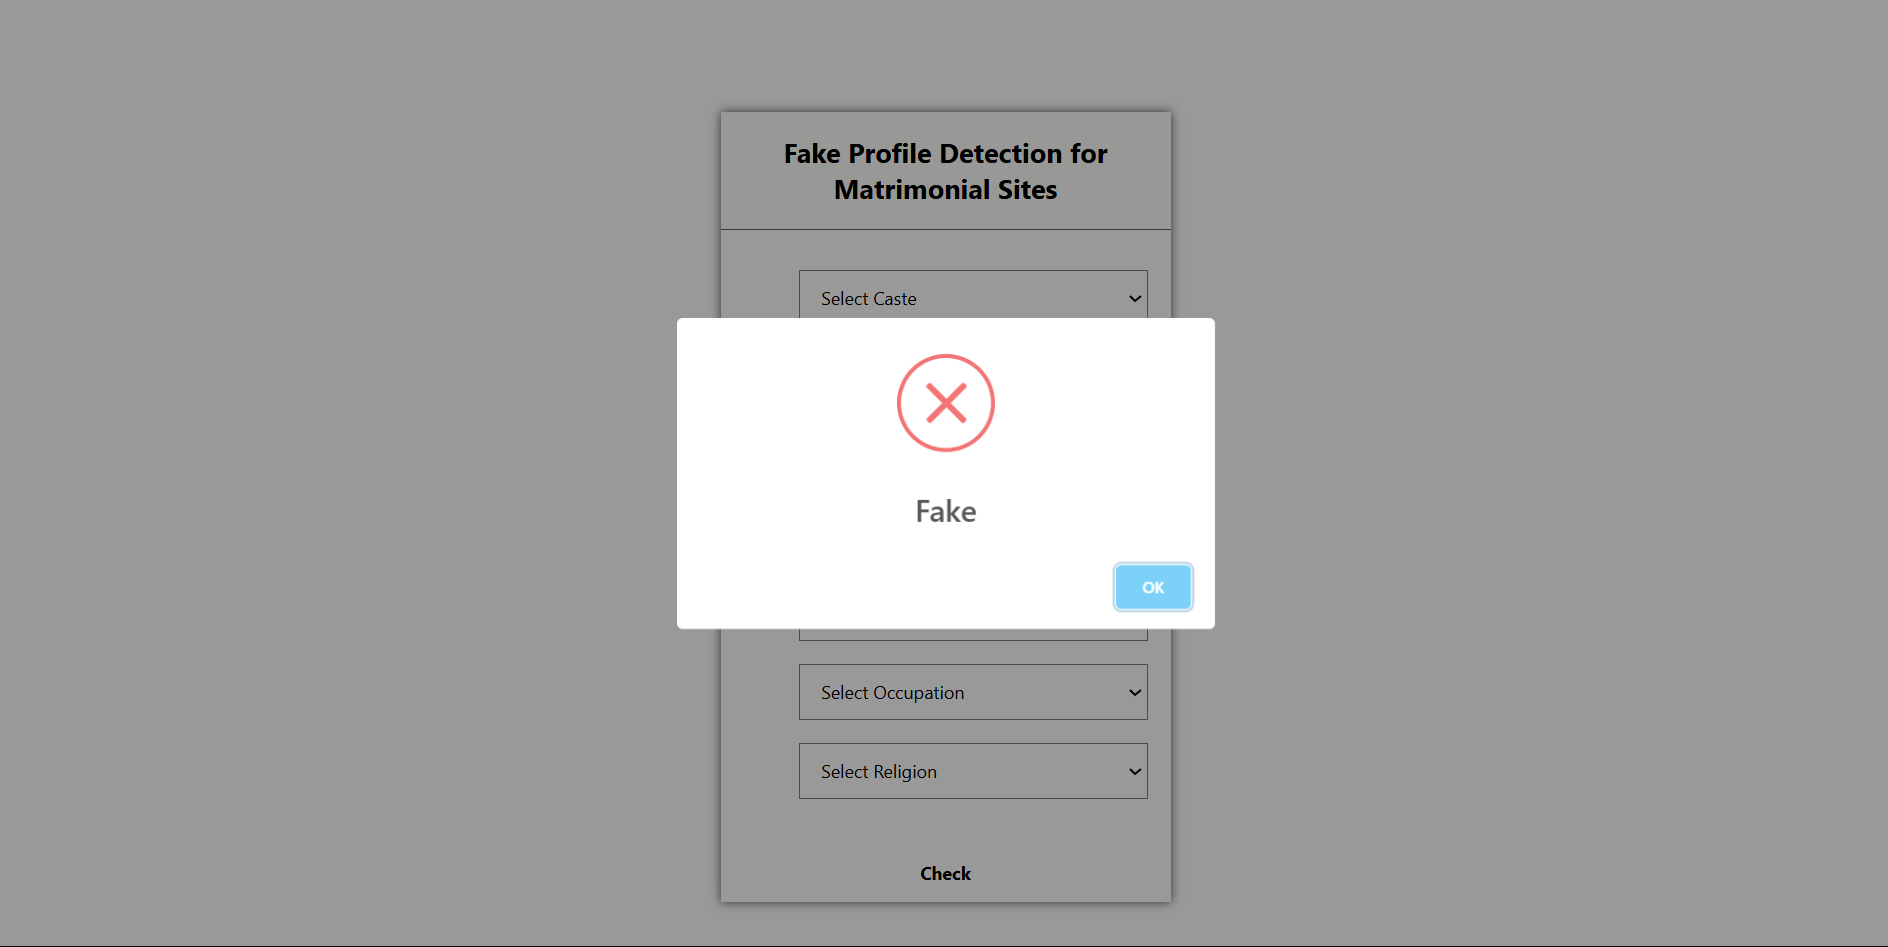 Fake Profile Detection for
Matrimonial Sites
Select Caste
Fake
OK
Select Occupation
Select Religion
Check